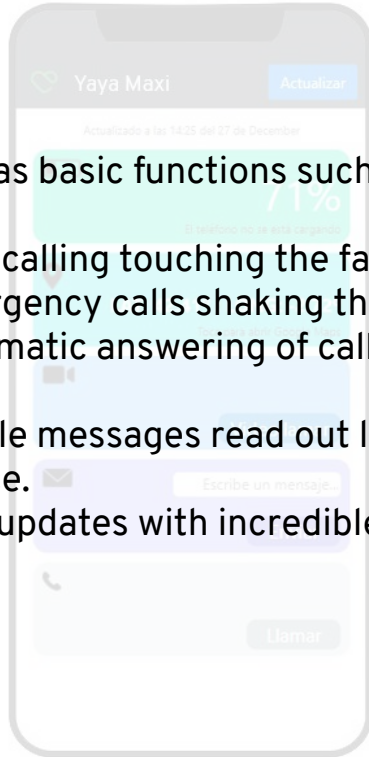 Yaya Maxi
Actualizar
Actualizado a las 14:25 del 27 de December
as basic functions such
71%
El teléfono no se está cargando
calling touching the fa
rgency calls shaking th
matic answering of call
le messages read out l
e.
Escribe un mensaje...
updates with incredible
Llamar